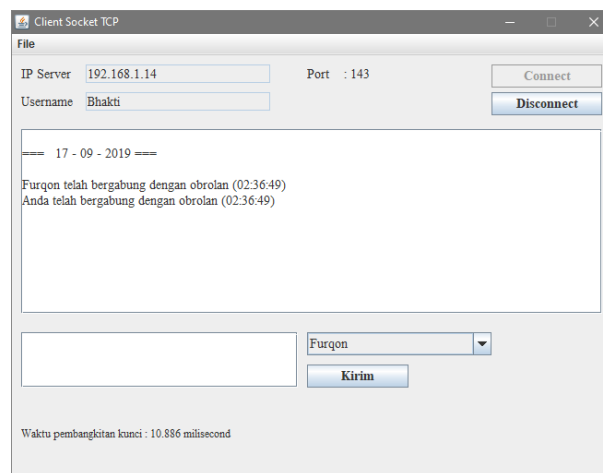 Client Socket TCP
File
IP Server 192.168.1.14 Port : 143 Connect
Username Bhakti Disconnect
=== 17 - 09 - 2019 ===
Furqon telah bergabung dengan obrolan (02:36:49)
Anda telah bergabung dengan obrolan (02:36:49)
Furqon
Kirim
Waktu pembangkitan kunci : 10.886 milisecond